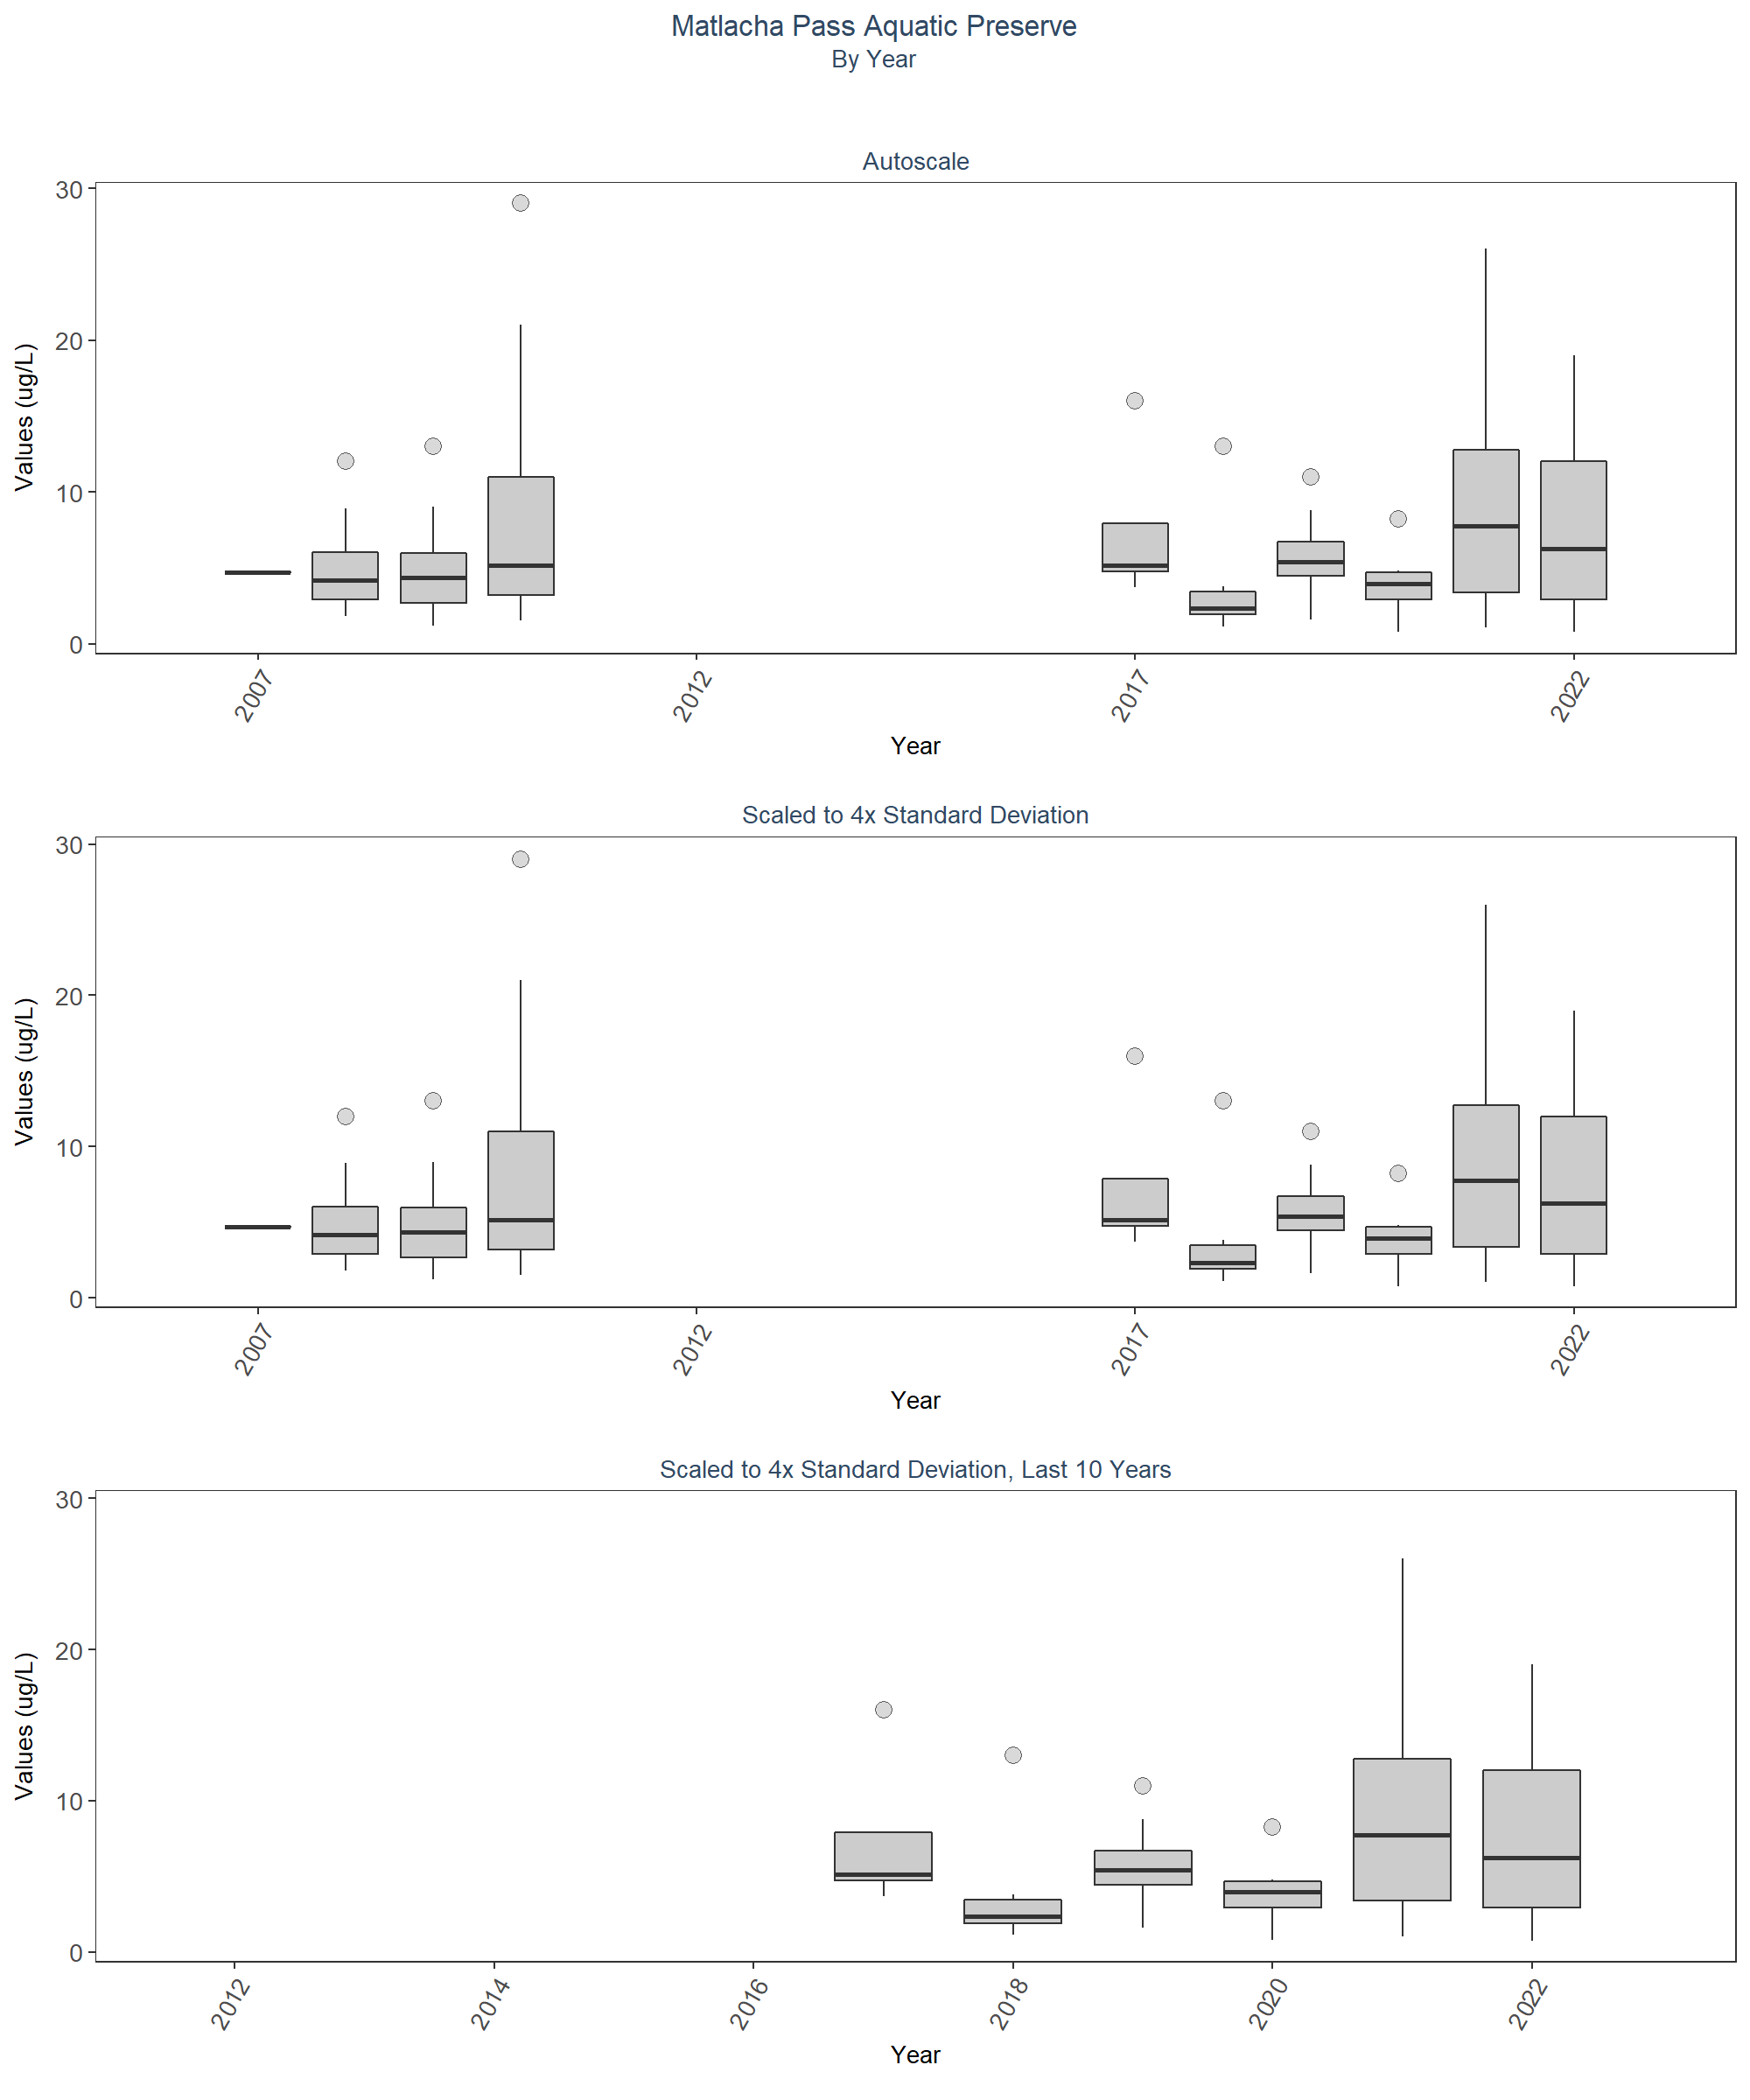 Matlacha Pass Aquatic Preserve
By Year
Autoscale
30
20
10
0
Values (ug/L)
2007
2012
2017
2022
Year
Scaled to 4x Standard Deviation
30
20
10
0
Values (ug/L)
2007
2012
2017
2022
Year
Scaled to 4x Standard Deviation, Last 10 Years
30
20
10
0
Values (ug/L)
2012
2014
2016
2018
2020
2022
Year